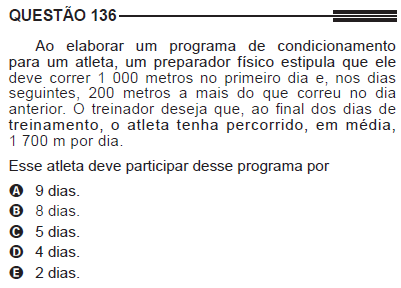 QUESTÃO 136
Ao elaborar um programa de condicionamento
para um atleta, um preparador físico estipula que ele
deve correr 1 000 metros no primeiro dia e, nos dias
seguintes, 200 metros a mais do que correu no dia
anterior. O treinador deseja que, ao final dos dias de
treinamento, o atleta tenha percorrido, em média,
1 700 m por dia.
Esse atleta deve participar desse programa por
A 9 dias.
B 8 dias.
C 5 dias.
D 4 dias.
E 2 dias.